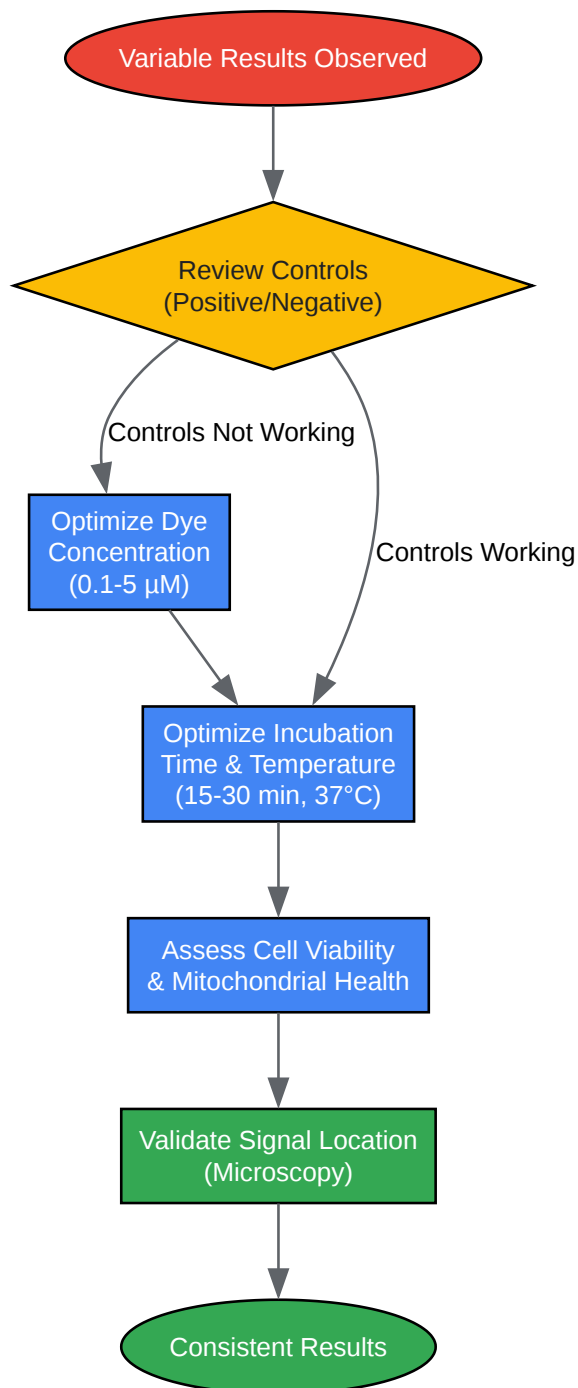 Variable Results Observed
Review Controls
(Positive/Negative)
Controls Not Working
Optimize Dye
Concentration
(0.1-5 µM)
Controls Working
Optimize Incubation
Time & Temperature
(15-30 min, 37°C)
Assess Cell Viability
& Mitochondrial Health
Validate Signal Location
(Microscopy)
Consistent Results